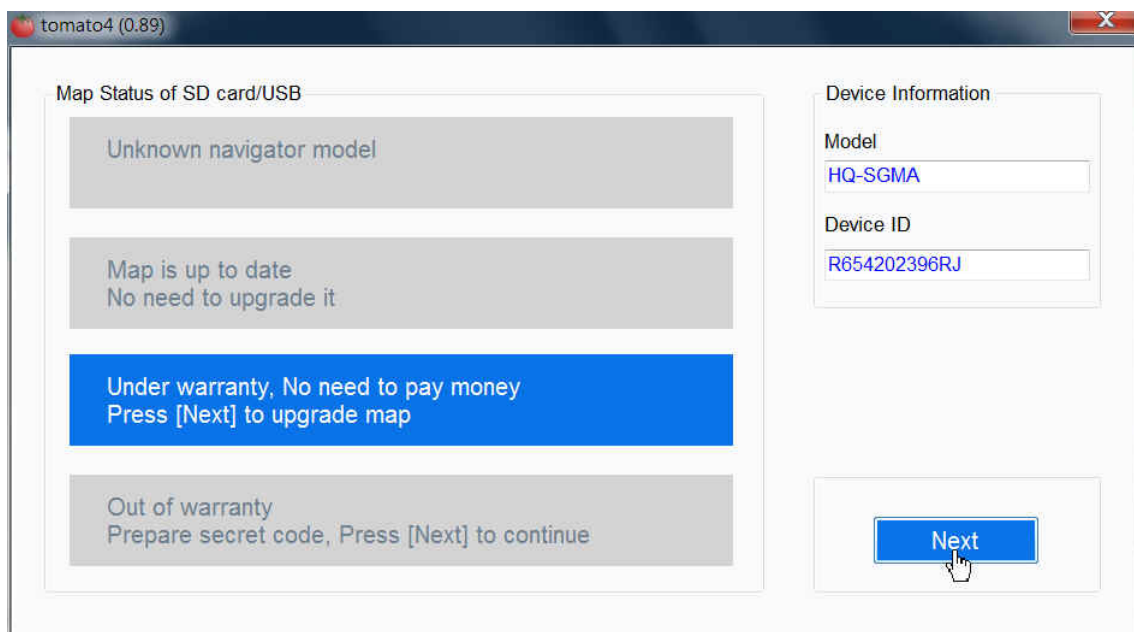 tomato4 (0.89)
X
Map Status of SD card/USB
Unknown navigator model
Map is up to date
No need to upgrade it
Under warranty, No need to pay money
Press [Next] to upgrade map
Out of warranty
Prepare secret code, Press [Next] to continue
Device Information
Model
HQ-SGMA
Device ID
R654202396RJ
Next